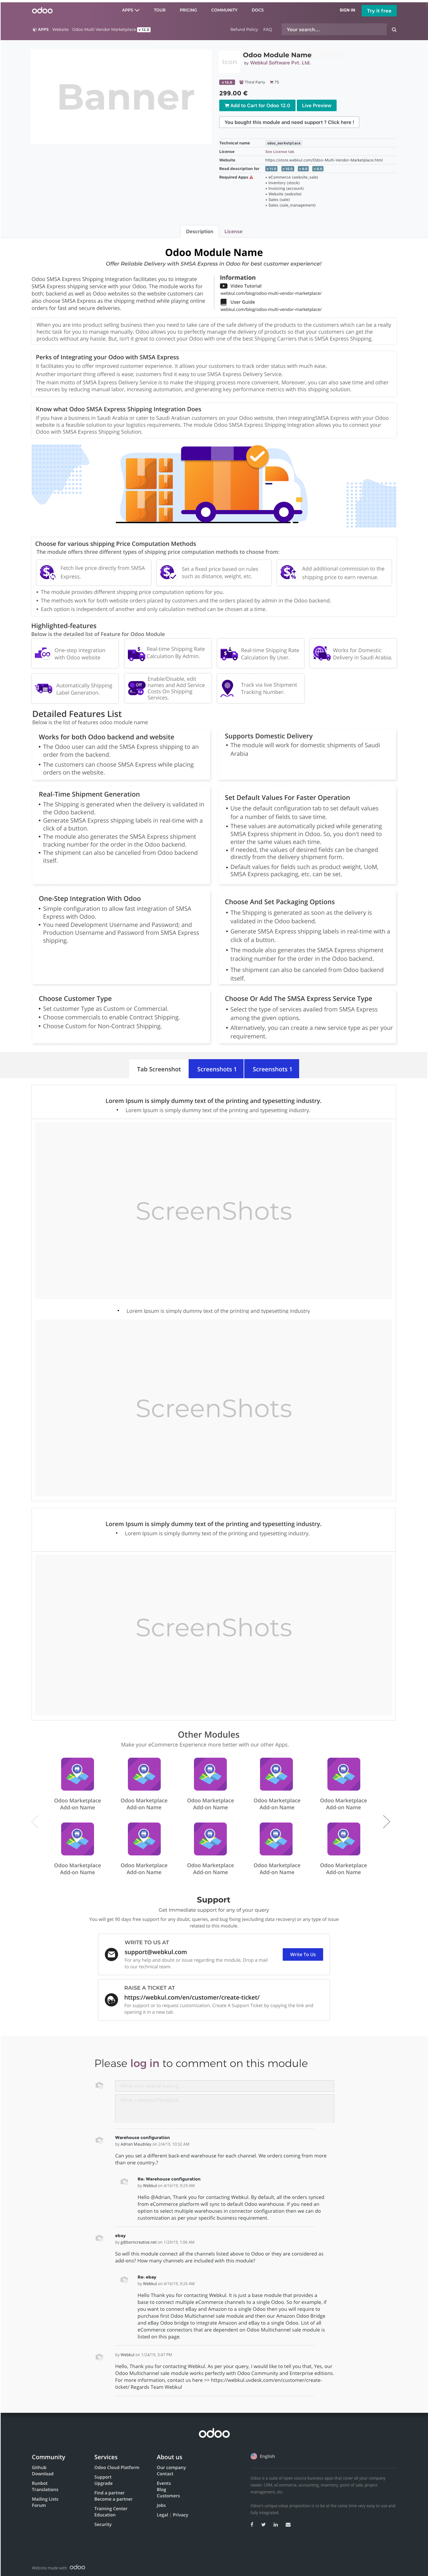 odoo
APPS TOUR PRICING COMMUNITY DOCS
SIGN IN Try it free
APPS Website Odoo Multi Vendor Marketplace v 12.0
Refund Policy FAQ Your search...
Banner
Icon
Odoo Module Name
by Webkul Software Pvt. Ltd.
v 12.0 Third Party 75
299.00 €
Add to Cart for Odoo 12.0 Live Preview
You bought this module and need support ? Click here !
Technical name odoo_marketplace
License See License tab
Website https://store.webkul.com/Odoo-Multi-Vendor-Marketplace.html
Read description for
Required Apps
• eCommerce (website_sale)
• Inventory (stock)
• Invoicing (account)
• Website (website)
• Sales (sale)
• Sales (sale_management)
Description License
Odoo Module Name
Offer Reliable Delivery with SMSA Express in Odoo for best customer experience!
Odoo SMSA Express Shipping Integration facilitates you to integrate
SMSA Express shipping service with your Odoo. The module works for
both; backend as well as Odoo website. Even your website customers can
also choose SMSA Express as the shipping method while placing online
orders for fast and secure deliveries.
Information
Video Tutorial
webkul.com/blog/odoo-multi-vendor-marketplace/
User Guide
webkul.com/blog/odoo-multi-vendor-marketplace/
When you are into product selling business then you need to take care of the safe delivery of the products to the customers which can be a really
hectic task for you with manual management. Odoo allows you to perfectly manage the delivery of products so that your customers can get the
products without any hassle. But, isn't it great to connect your Odoo with one of the best Shipping Carriers that is SMSA Express Shipping.
Perks of Integrating your Odoo with SMSA Express
It facilitates you to offer improved customer experience. It allows your customers to track order status with much ease.
Another important thing offered is ease; customers find it easy to use SMSA Express Delivery Service.
The main motto of SMSA Express Delivery Service is to make the shipping process more convenient. Moreover, you can also save time and other
resources by reducing manual labor, increasing automation, and generating key performance metrics with this shipping solution.
Know what Odoo SMSA Express Shipping Integration Does
If you have a business in Saudi Arabia or cater to Saudi Arabian customers on your Odoo website, then integratingSMSA Express with your Odoo
website is a feasible solution to your logistics requirements. The module Odoo SMSA Express Shipping Integration allows you to connect your
Odoo with SMSA Express Shipping Solution.
Choose for various shipping Price Computation Methods
The module offers three different types of shipping price computation methods to choose from:
Fetch live price directly from SMSA
Express.
Set a fixed price based on rules
such as distance, weight, etc.
Add additional commission to the
shipping price to earn revenue.
• The module provides different shipping price computation options for you.
• The methods work for both website orders placed by customers and the orders placed by admin in the Odoo backend.
• Each option is independent of another and only calculation method can be chosen at a time.
Highlighted-features
Below is the detailed list of Feature for Odoo Module
One-step integration
with Odoo website
Real-time Shipping Rate
Calculation By Admin.
Real-time Shipping Rate
Calculation By User.
Works for Domestic
Delivery in Saudi Arabia.
Automatically Shipping
Label Generation.
Off
Enable/Disable, edit
names and Add Service
Costs On Shipping
Services.
Track via live Shipment
Tracking Number.
Detailed Features List
Below is the list of features odoo module name
Works for both Odoo backend and website
• The Odoo user can add the SMSA Express shipping to an
order from the backend.
• The customers can choose SMSA Express while placing
orders on the website.
Supports Domestic Delivery
• The module will work for domestic shipments of Saudi
Arabia
Real-Time Shipment Generation
• The Shipping is generated when the delivery is validated in
the Odoo backend.
• Generate SMSA Express shipping labels in real-time with a
click of a button.
• The module also generates the SMSA Express shipment
tracking number for the order in the Odoo backend.
• The shipment can also be cancelled from Odoo backend
itself.
Set Default Values For Faster Operation
• Use the default configuration tab to set default values
for a number of fields to save time.
• These values are automatically picked while generating
SMSA Express shipment in Odoo. So, you don't need to
enter the same values each time.
• If needed, the values of desired fields can be changed
directly from the delivery shipment form.
• Default values for fields such as product weight, UoM,
SMSA Express packaging, etc, can be set.
One-Step Integration With Odoo
• Simple configuration to allow fast integration of SMSA
Express with Odoo.
• You need Development Username and Password; and
Production Username and Password from SMSA Express
shipping.
Choose And Set Packaging Options
• The Shipping is generated as soon as the delivery is
validated in the Odoo backend.
• Generate SMSA Express shipping labels in real-time with a
click of a button.
• The module also generates the SMSA Express shipment
tracking number for the order in the Odoo backend.
• The shipment can also be canceled from Odoo backend
itself.
Choose Customer Type
• Set customer Type as Custom or Commercial.
• Choose commercials to enable Contract Shipping.
• Choose Custom for Non-Contract Shipping.
Choose Or Add The SMSA Express Service Type
• Select the type of services availed from SMSA Express
among the given options.
• Alternatively, you can create a new service type as per your
requirement.
Tab Screenshot Screenshots 1 Screenshots 1
Lorem Ipsum is simply dummy text of the printing and typesetting industry.
• Lorem Ipsum is simply dummy text of the printing and typesetting industry.
ScreenShots
• Lorem Ipsum is simply dummy text of the printing and typesetting industry
ScreenShots
Lorem Ipsum is simply dummy text of the printing and typesetting industry.
• Lorem Ipsum is simply dummy text of the printing and typesetting industry.
ScreenShots
Other Modules
Make your eCommerce Experience more better with our other Apps.
Odoo Marketplace Odoo Marketplace Odoo Marketplace Odoo Marketplace Odoo Marketplace
Add-on Name Add-on Name Add-on Name Add-on Name Add-on Name
Odoo Marketplace Odoo Marketplace Odoo Marketplace Odoo Marketplace Odoo Marketplace
Add-on Name Add-on Name Add-on Name Add-on Name Add-on Name
Support
Get Immediate support for any of your query
You will get 90 days free support for any doubt, queries, and bug fixing (excluding data recovery) or any type of issue
related to this module.
WRITE TO US AT
support@webkul.com
For any help and doubt or Issue regarding the module, Drop a mail
to our technical team.
Write To Us
RAISE A TICKET AT
https://webkul.com/en/customer/create-ticket/
For support or to request customization, Create A Support Ticket by copying the link and
opening it in a new tab.
Please log in to comment on this module
Warehouse configuration
by Adrian Maudsley on 2/4/19, 10:32 AM
Can you set a different back-end warehouse for each channel. We orders coming from more
than one country.?
Re: Warehouse configuration
by Webkul on 4/16/19, 9:29 AM
Hello @Adrian, Thank you for contacting Webkul. By default, all the orders synced
from eCommerce platform will sync to default Odoo warehouse. If you need an
option to select multiple warehouses in connector configuration then we can do
customization as per your specific business requirement.
ebay
by g@borncreative.net on 1/29/19, 1:06 AM
So will this module connect all the channels listed above to Odoo or they are considered as
add-ons? How many channels are included with this module?
Re: ebay
by Webkul on 4/16/19, 9:26 AM
Hello Thank you for contacting Webkul. It is just a base module that provides a
base to connect multiple eCommerce channels to a single Odoo. So for example, if
you want to connect eBay and Amazon to a single Odoo then you will require to
purchase first Odoo Multichannel sale module and then our Amazon Odoo Bridge
and eBay Odoo Bridge to integrate Amazon and eBay to a single Odoo. List of all
eCommerce connectors that are dependent on Odoo Multichannel sale module is
listed on this page.
by Webkul on 1/24/19, 3:47 PM
Hello, Thank you for contacting Webkul. As per your query, I would like to tell you that, Yes, our
Odoo Multichannel sale module works perfectly with Odoo Community and Enterprise editions.
For more information, contact us here >> https://webkul.uvdesk.com/en/customer/create-
ticket/ Regards Team Webkul
odoo
Community
Github
Download
Runbot
Translations
Mailing Lists
Forum
Services
Odoo Cloud Platform
Support
Upgrade
Find a partner
Become a partner
Training Center
Education
Security
About us
Our company
Contact
Events
Blog
Customers
Jobs
Legal | Privacy
English
Odoo is a suite of open source business apps that cover all your company
needs: CRM, eCommerce, accounting, inventory, point of sale, project
management, etc.
Odoo's unique value proposition is to be at the same time very easy to use and
fully integrated.
Website made with odoo